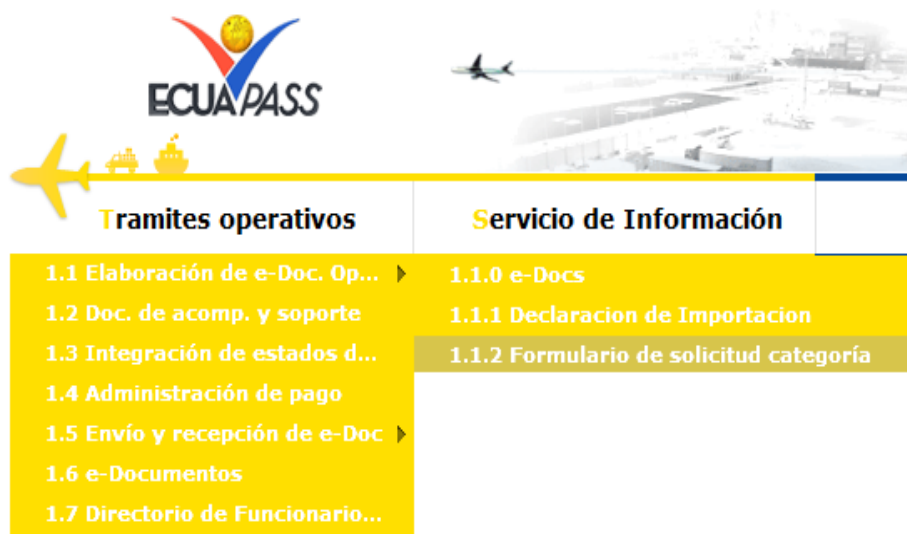 ECUAPASS
Tramites operativos
Servicio de Información
1.1 Elaboración de e-Doc. Op...
1.2 Doc. de acomp. y soporte
1.3 Integración de estados d...
1.4 Administración de pago
1.5 Envío y recepción de e-Doc
1.6 e-Documentos
1.7 Directorio de Funcionario...
1.1.0 e-Docs
1.1.1 Declaracion de Importacion
1.1.2 Formulario de solicitud categoría